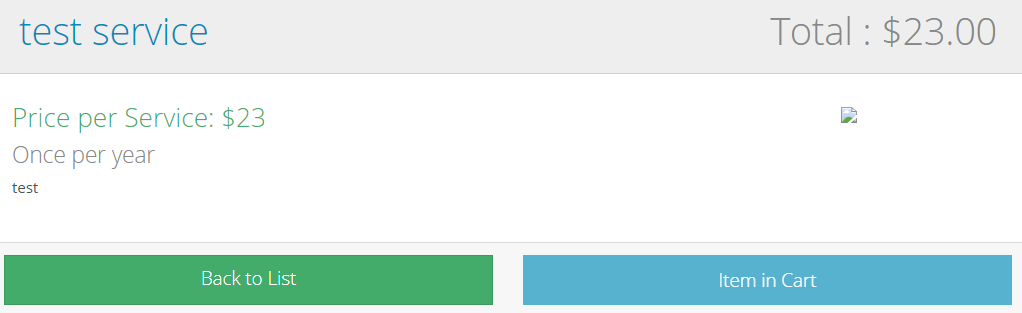 test service
Total : $23.00
Price per Service: $23
Once per year
test
Back to List
Item in Cart